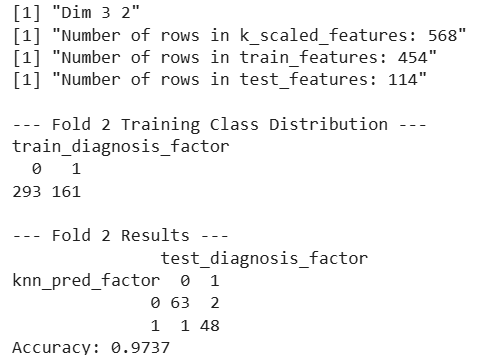 [1] "Dim 3 2"
[1] "Number of rows in k_scaled_features: 568"
[1] "Number of rows in train_features: 454"
[1] "Number of rows in test_features: 114"
--- Fold 2 Training Class Distribution ---
train_diagnosis_factor
0 1
293 161
--- Fold 2 Results ---
test_diagnosis_factor
knn_pred_factor 0 1
0 63 2
1 1 48
Accuracy: 0.9737